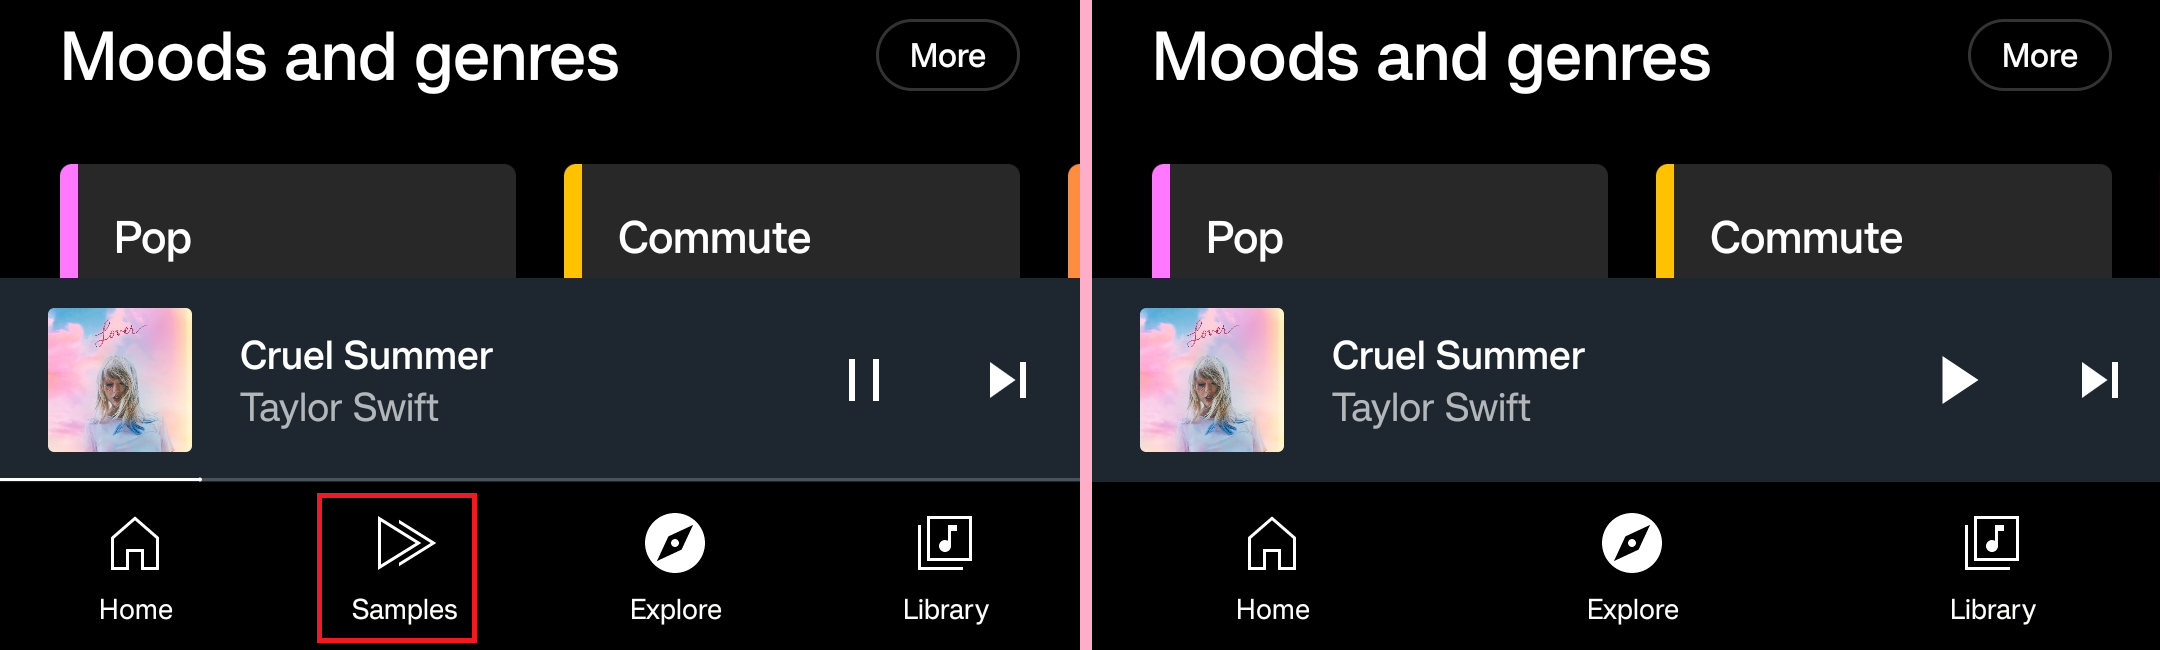 Moods and genres
More
Pop
Commute
Lover
Cruel Summer
Taylor Swift
Home
Samples
Explore
Library
Moods and genres
More
Pop
Commute
Lover
Cruel Summer
Taylor Swift
Home
Explore
Library